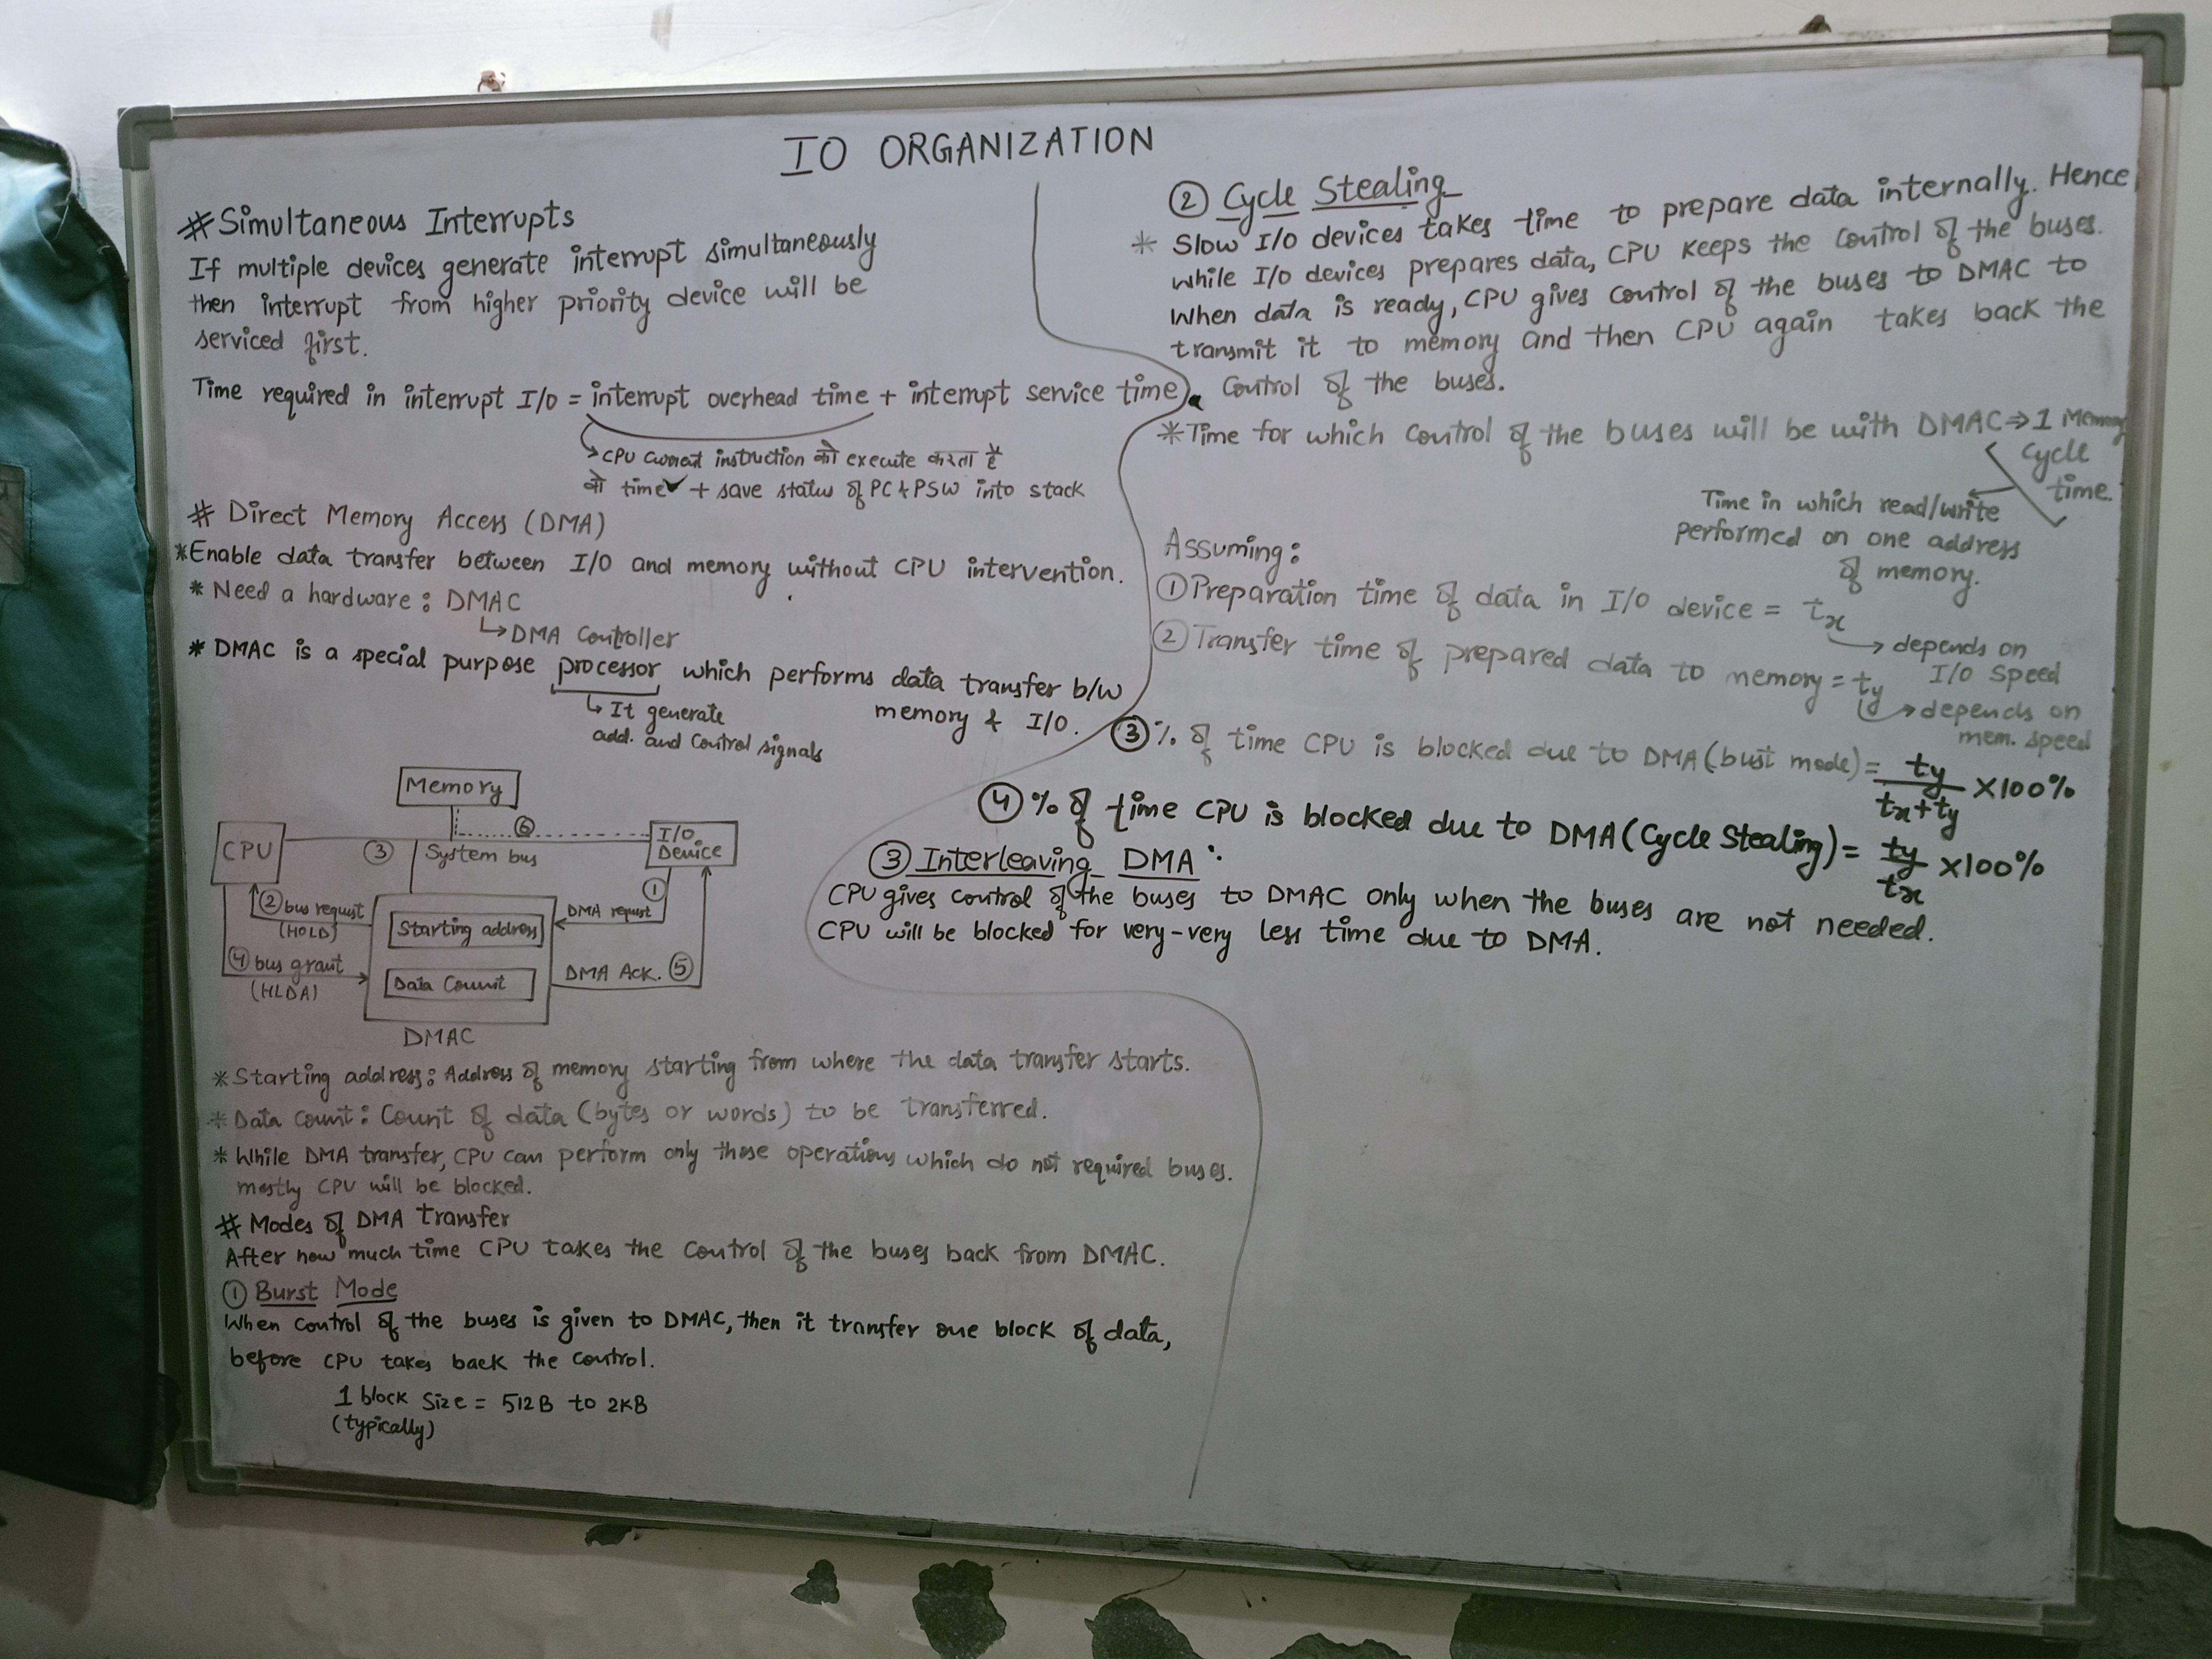 IO ORGANIZATION
# Simultaneous Interrupts
If multiple devices generate interrupt simultaneously
then interrupt from higher priority device will be
serviced first.
Time required in interrupt I/O = interrupt overhead time + interrupt service time.
CPU current instruction को execute करता है
वो time + save status of PC & PSW into stack
# Direct Memory Access (DMA)
*Enable data transfer between I/O and memory without CPU intervention.
* Need a hardware: DMAC
DMA Controller
* DMAC is a special purpose processor which performs data transfer b/w
memory & I/O.
It generate
add. and control signals
Memory
CPU
③
System bus
⑥
I/O
Device
①
② bus request
(HOLD)
Starting address
DMA request
④ bus grant
(HLDA)
Data Count
DMA Ack. ⑤
DMAC
* Starting address: Address of memory starting from where the data transfer starts.
* Data Count: Count of data (bytes or words) to be transferred.
* While DMA transfer, CPU can perform only those operations which do not required buses.
mostly CPU will be blocked.
# Modes of DMA transfer
After how much time CPU takes the control of the buses back from DMAC.
① Burst Mode
When control of the buses is given to DMAC, then it transfer one block of data,
before CPU takes back the control.
1 block size = 512B to 2KB
(typically)
② Cycle Stealing
* Slow I/O devices takes time to prepare data internally. Hence
while I/O devices prepares data, CPU keeps the control of the buses.
When data is ready, CPU gives control of the buses to DMAC to
transmit it to memory and then CPU again takes back the
control of the buses.
*Time for which control of the buses will be with DMAC ⇒ 1 Memory
Cycle
time.
Time in which read/write
performed on one address
of memory.
Assuming:
① Preparation time of data in I/O device = tx
depends on
I/O speed
② Transfer time of prepared data to memory = ty
depends on
mem. speed
③ % of time CPU is blocked due to DMA (bust mode) = ty/tx+ty ×100%
④ % of time CPU is blocked due to DMA (Cycle Stealing) = ty/tx ×100%
③ Interleaving DMA:
CPU gives control of the buses to DMAC only when the buses are not needed.
CPU will be blocked for very-very less time due to DMA.